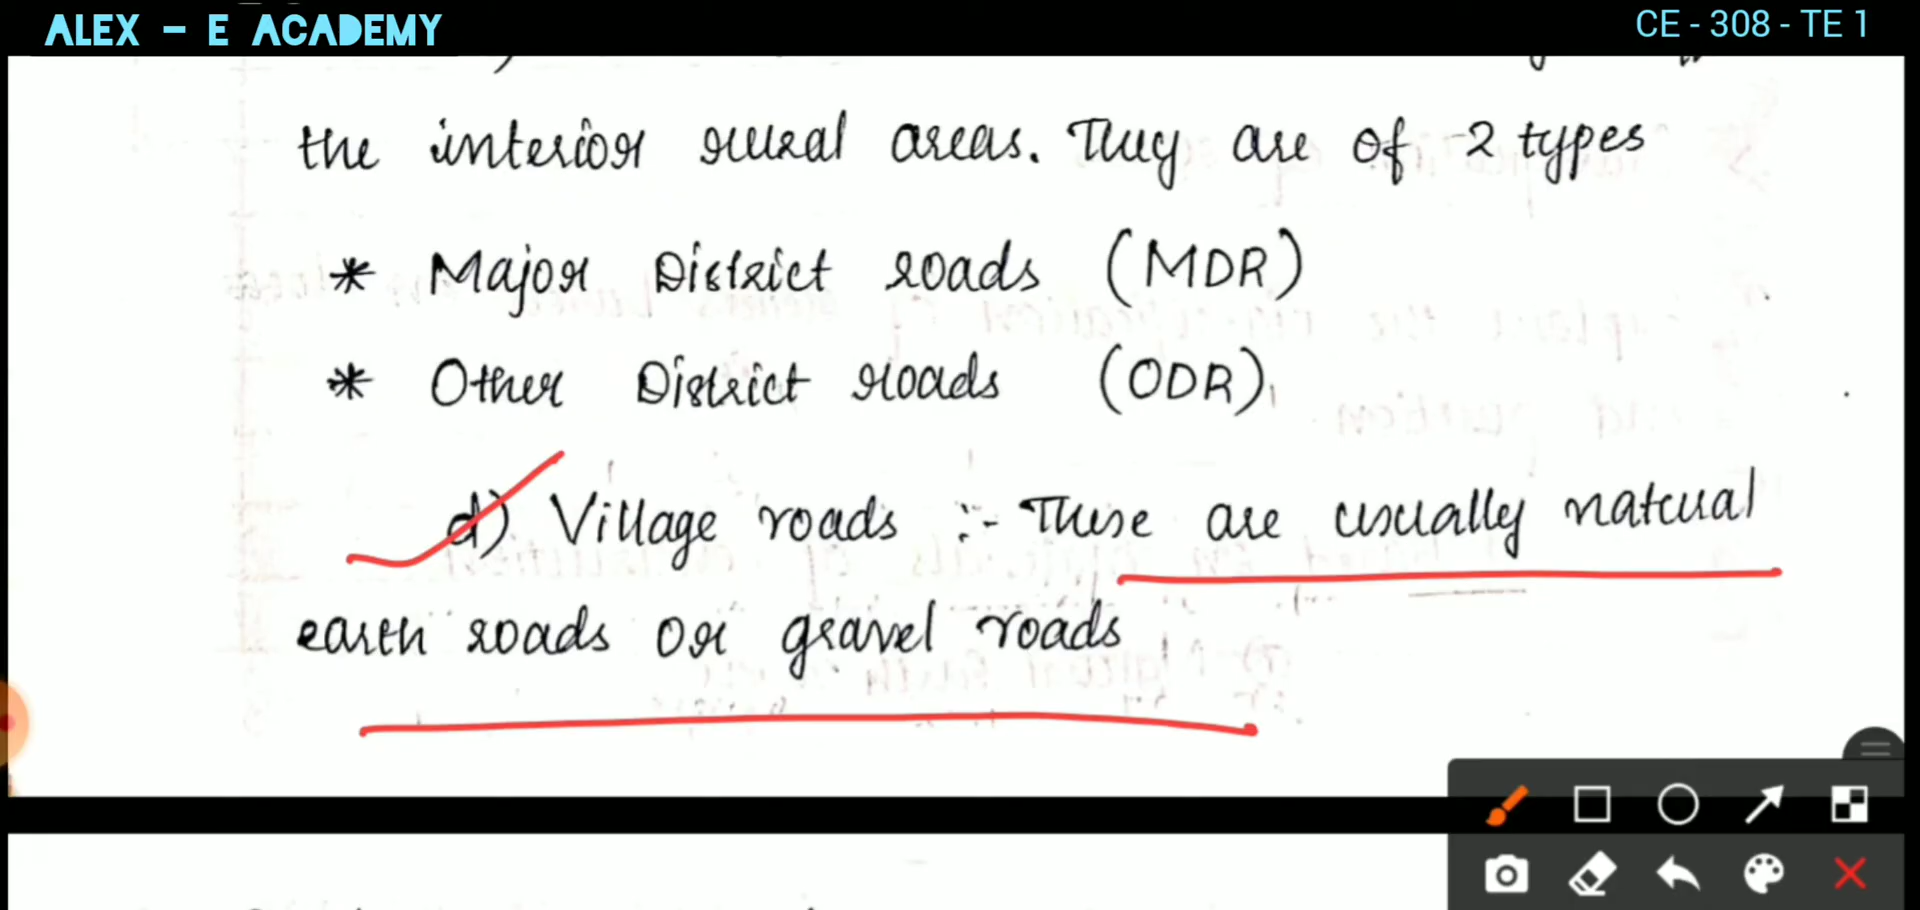 ALEX – E ACADEMY
CE - 308 - TE 1
the interior rural areas. They are of 2 types
* Major District roads (MDR)
* Other District roads (ODR)
d) Village roads :- These are usually natural
earth roads or gravel roads